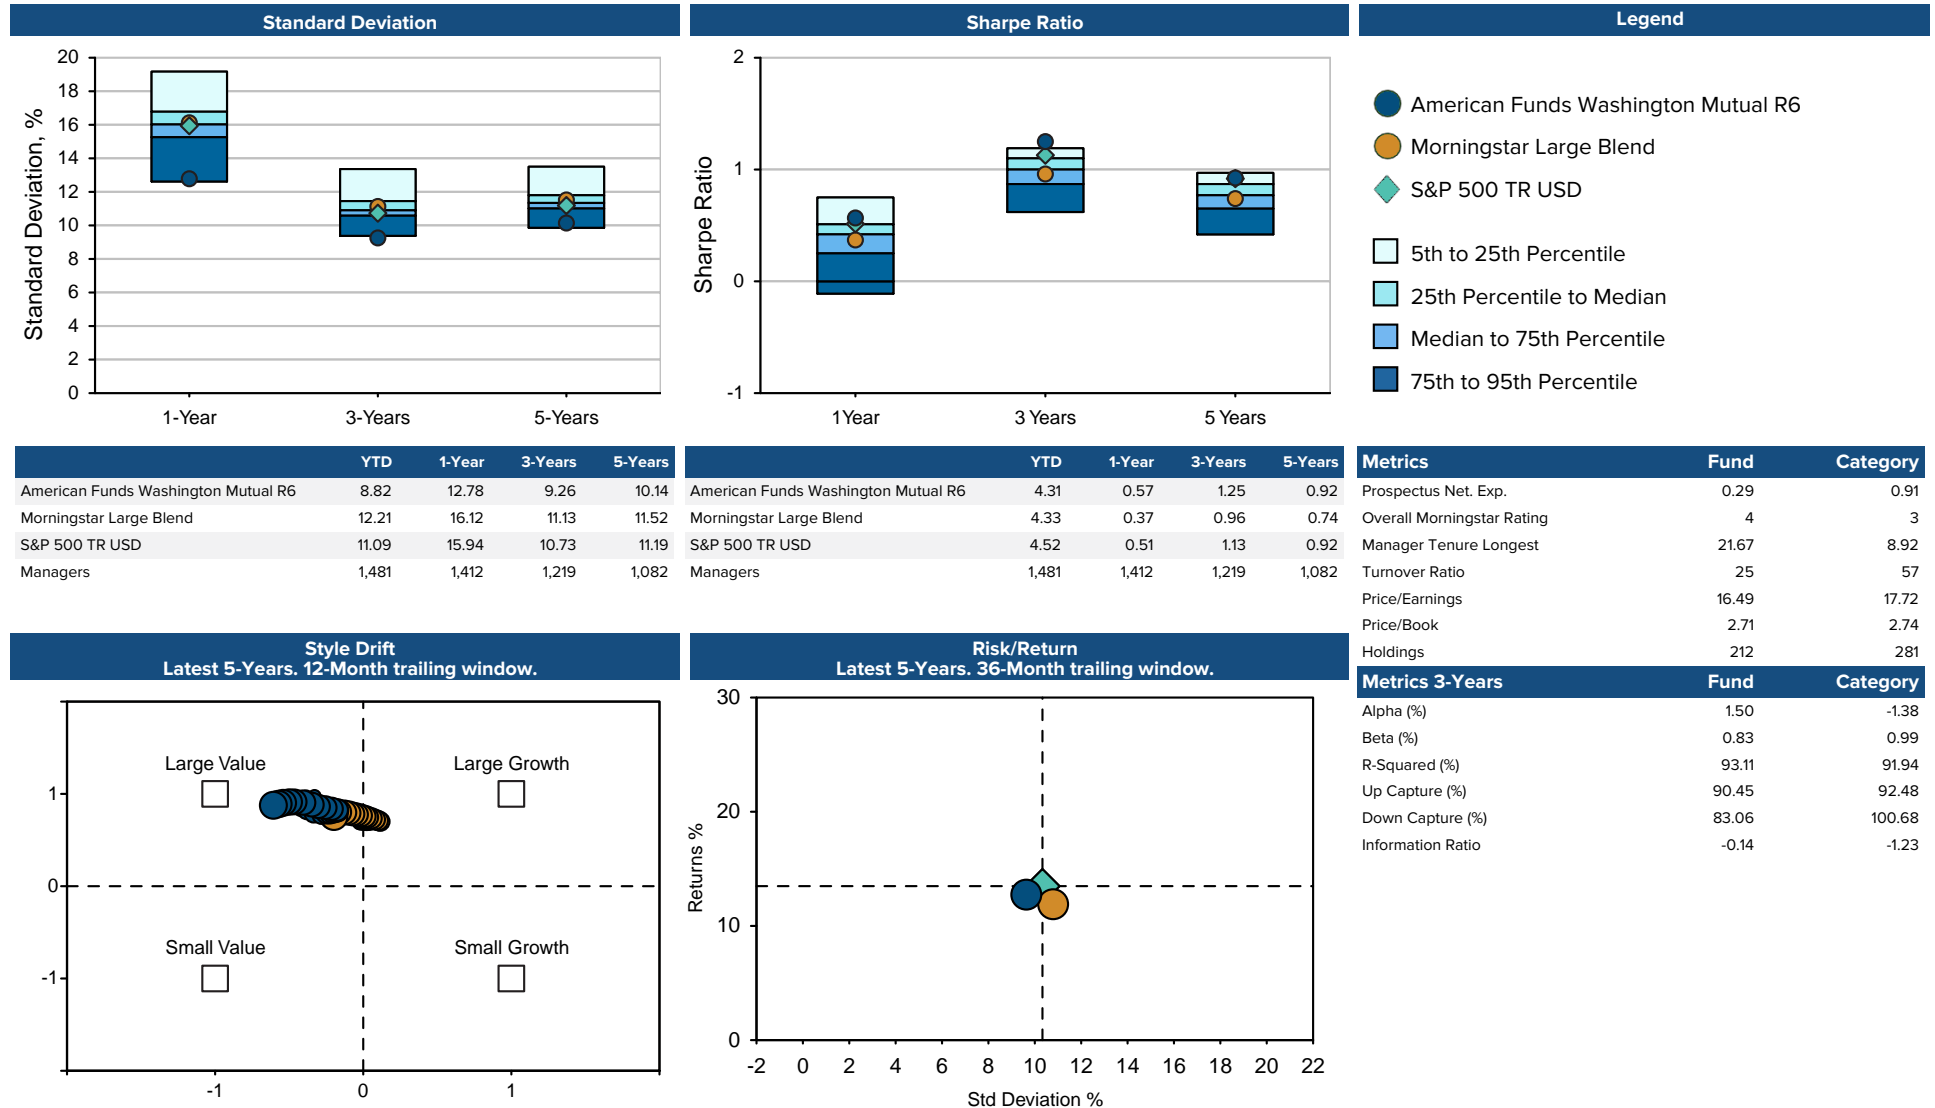 Standard Deviation
Standard Deviation, %
20
18
16
14
12
10
8
6
4
2
0
1-Year 3-Years 5-Years
Sharpe Ratio
Sharpe Ratio
2
1
0
-1
1Year 3 Years 5 Years
Legend
American Funds Washington Mutual R6
Morningstar Large Blend
S&P 500 TR USD
5th to 25th Percentile
25th Percentile to Median
Median to 75th Percentile
75th to 95th Percentile
YTD 1-Year 3-Years 5-Years
American Funds Washington Mutual R6 8.82 12.78 9.26 10.14
Morningstar Large Blend 12.21 16.12 11.13 11.52
S&P 500 TR USD 11.09 15.94 10.73 11.19
Managers 1,481 1,412 1,219 1,082
YTD 1-Year 3-Years 5-Years
American Funds Washington Mutual R6 4.31 0.57 1.25 0.92
Morningstar Large Blend 4.33 0.37 0.96 0.74
S&P 500 TR USD 4.52 0.51 1.13 0.92
Managers 1,481 1,412 1,219 1,082
Metrics Fund Category
Prospectus Net. Exp. 0.29 0.91
Overall Morningstar Rating 4 3
Manager Tenure Longest 21.67 8.92
Turnover Ratio 25 57
Price/Earnings 16.49 17.72
Price/Book 2.71 2.74
Holdings 212 281
Metrics 3-Years Fund Category
Alpha (%) 1.50 -1.38
Beta (%) 0.83 0.99
R-Squared (%) 93.11 91.94
Up Capture (%) 90.45 92.48
Down Capture (%) 83.06 100.68
Information Ratio -0.14 -1.23
Style Drift
Latest 5-Years. 12-Month trailing window.
Large Value Large Growth
1
0
Small Value Small Growth
-1
-1 0 1
Risk/Return
Latest 5-Years. 36-Month trailing window.
Returns %
30
20
10
0
-2 0 2 4 6 8 10 12 14 16 18 20 22
Std Deviation %